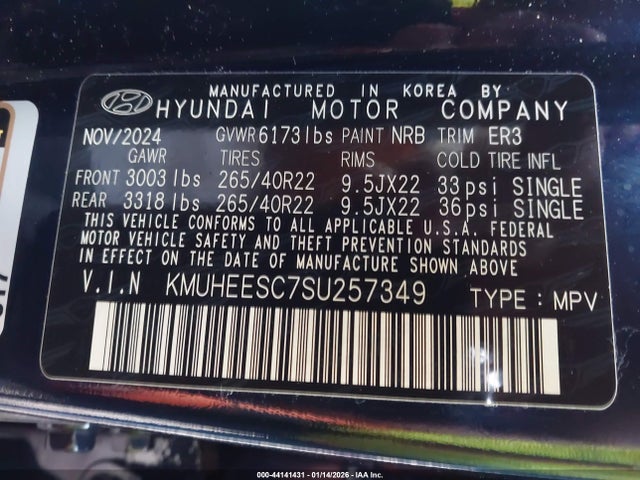 MANUFACTURED IN KOREA BY
HYUNDAI MOTOR COMPANY
NOV/2024 GVWR 6173lbs PAINT NRB TRIM ER3
GAWR TIRES RIMS COLD TIRE INFL
FRONT 3003 lbs 265/40R22 9.5JX22 33psi SINGLE
REAR 3318 lbs 265/40R22 9.5JX22 36psi SINGLE
THIS VEHICLE CONFORMS TO ALL APPLICABLE U.S.A. FEDERAL
MOTOR VEHICLE SAFETY AND THEFT PREVENTION STANDARDS
IN EFFECT ON THE DATE OF MANUFACTURE SHOWN ABOVE
V.I.N KMUHEESC7SU257349 TYPE: MPV
000-44141431 - 01/14/2026 - IAA Inc.